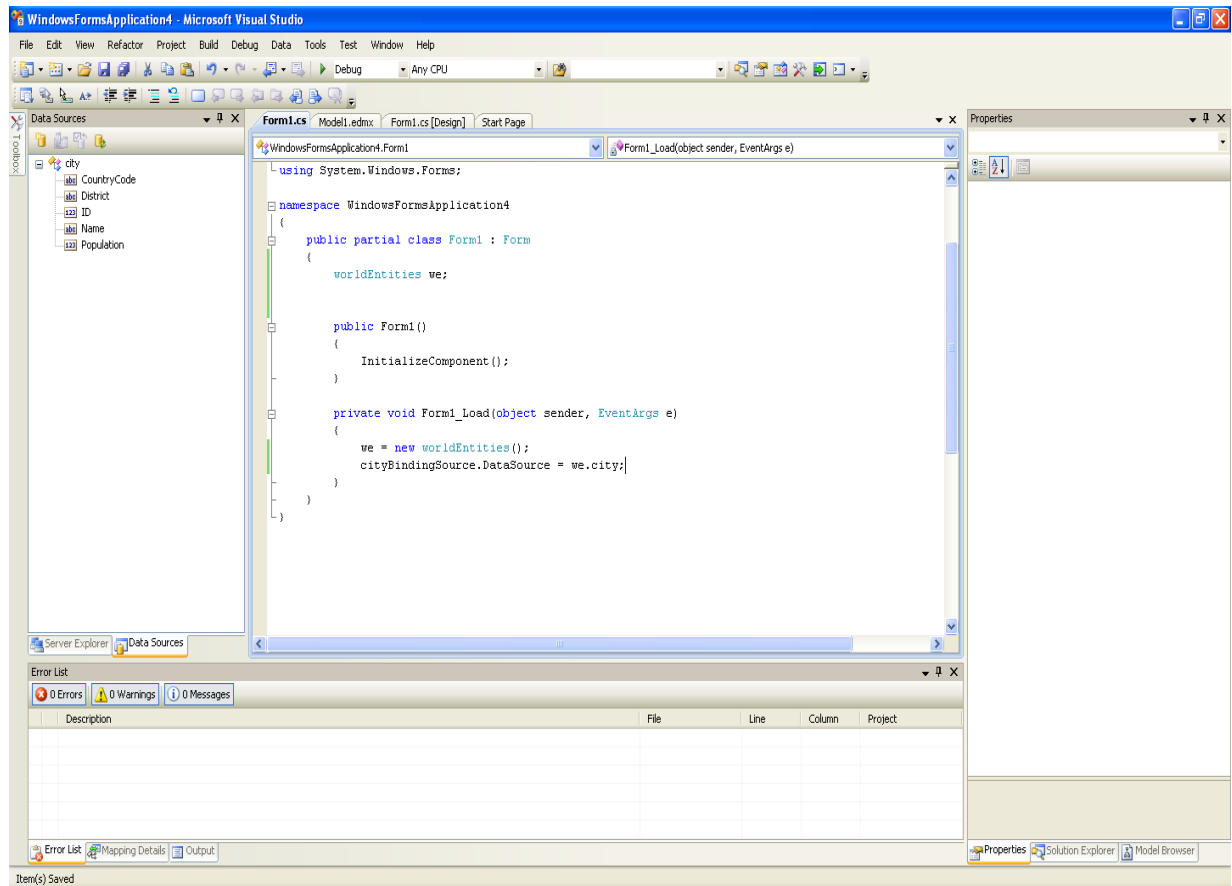 WindowsFormsApplication4 - Microsoft Visual Studio
File Edit View Refactor Project Build Debug Data Tools Test Window Help
Debug Any CPU
Data Sources
Toolbox
city
CountryCode
District
ID
Name
Population
Server Explorer Data Sources
Form1.cs Model1.edmx Form1.cs [Design] Start Page
WindowsFormsApplication4.Form1 Form1_Load(object sender, EventArgs e)
using System.Windows.Forms;
namespace WindowsFormsApplication4
{
public partial class Form1 : Form
{
worldEntities we;
public Form1()
{
InitializeComponent();
}
private void Form1_Load(object sender, EventArgs e)
{
we = new worldEntities();
cityBindingSource.DataSource = we.city;
}
}
}
Properties
Error List
0 Errors 0 Warnings 0 Messages
Description File Line Column Project
Error List Mapping Details Output
Properties Solution Explorer Model Browser
Item(s) Saved